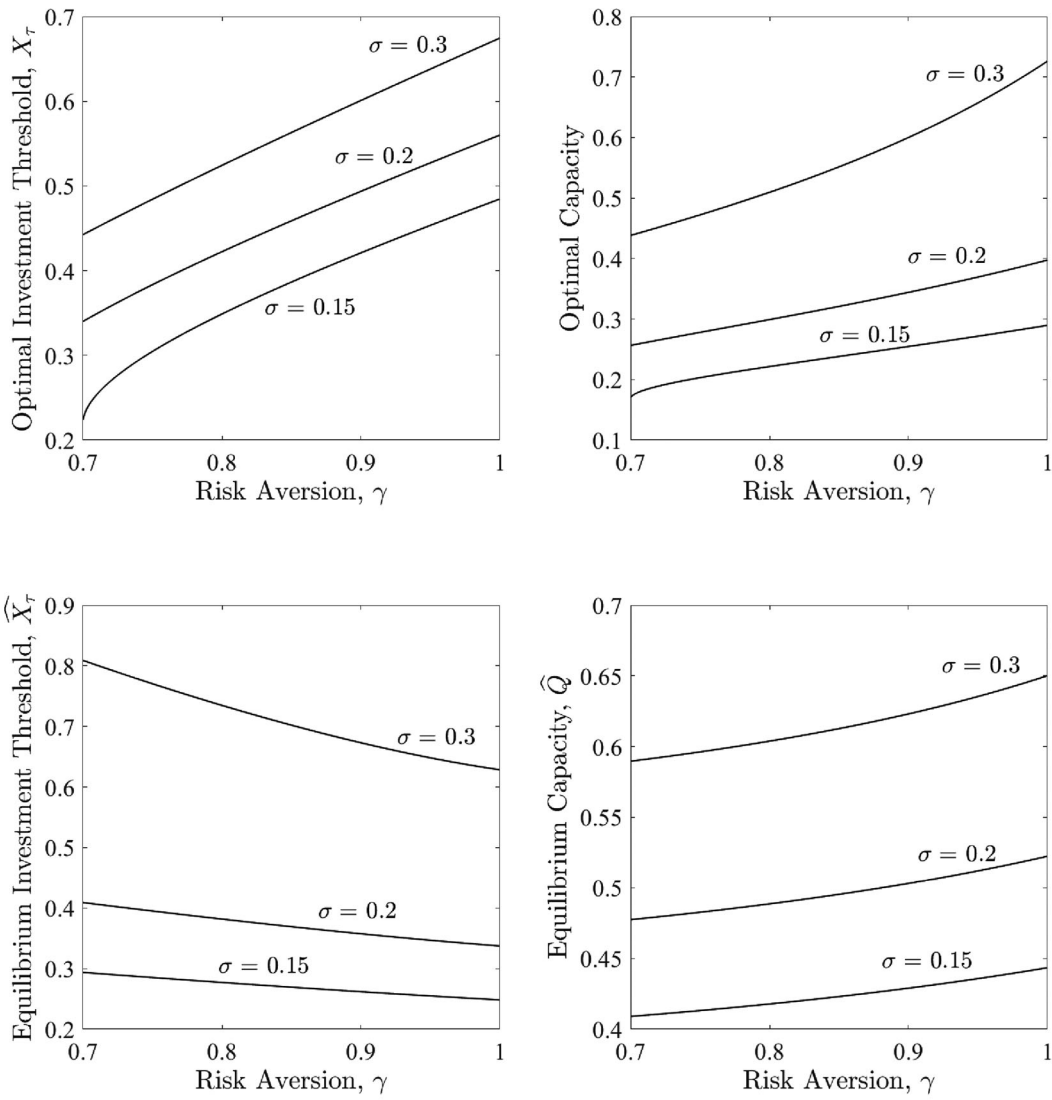 Optimal Investment Threshold, X_τ
0.7
0.6
0.5
0.4
0.3
0.2
σ = 0.3
σ = 0.2
σ = 0.15
0.7 0.8 0.9 1
Risk Aversion, γ
Optimal Capacity
0.8
0.7
0.6
0.5
0.4
0.3
0.2
0.1
σ = 0.3
σ = 0.2
σ = 0.15
0.7 0.8 0.9 1
Risk Aversion, γ
Equilibrium Investment Threshold, X̂_τ
0.9
0.8
0.7
0.6
0.5
0.4
0.3
0.2
σ = 0.3
σ = 0.2
σ = 0.15
0.7 0.8 0.9 1
Risk Aversion, γ
Equilibrium Capacity, Q̂
0.7
0.65
0.6
0.55
0.5
0.45
0.4
σ = 0.3
σ = 0.2
σ = 0.15
0.7 0.8 0.9 1
Risk Aversion, γ